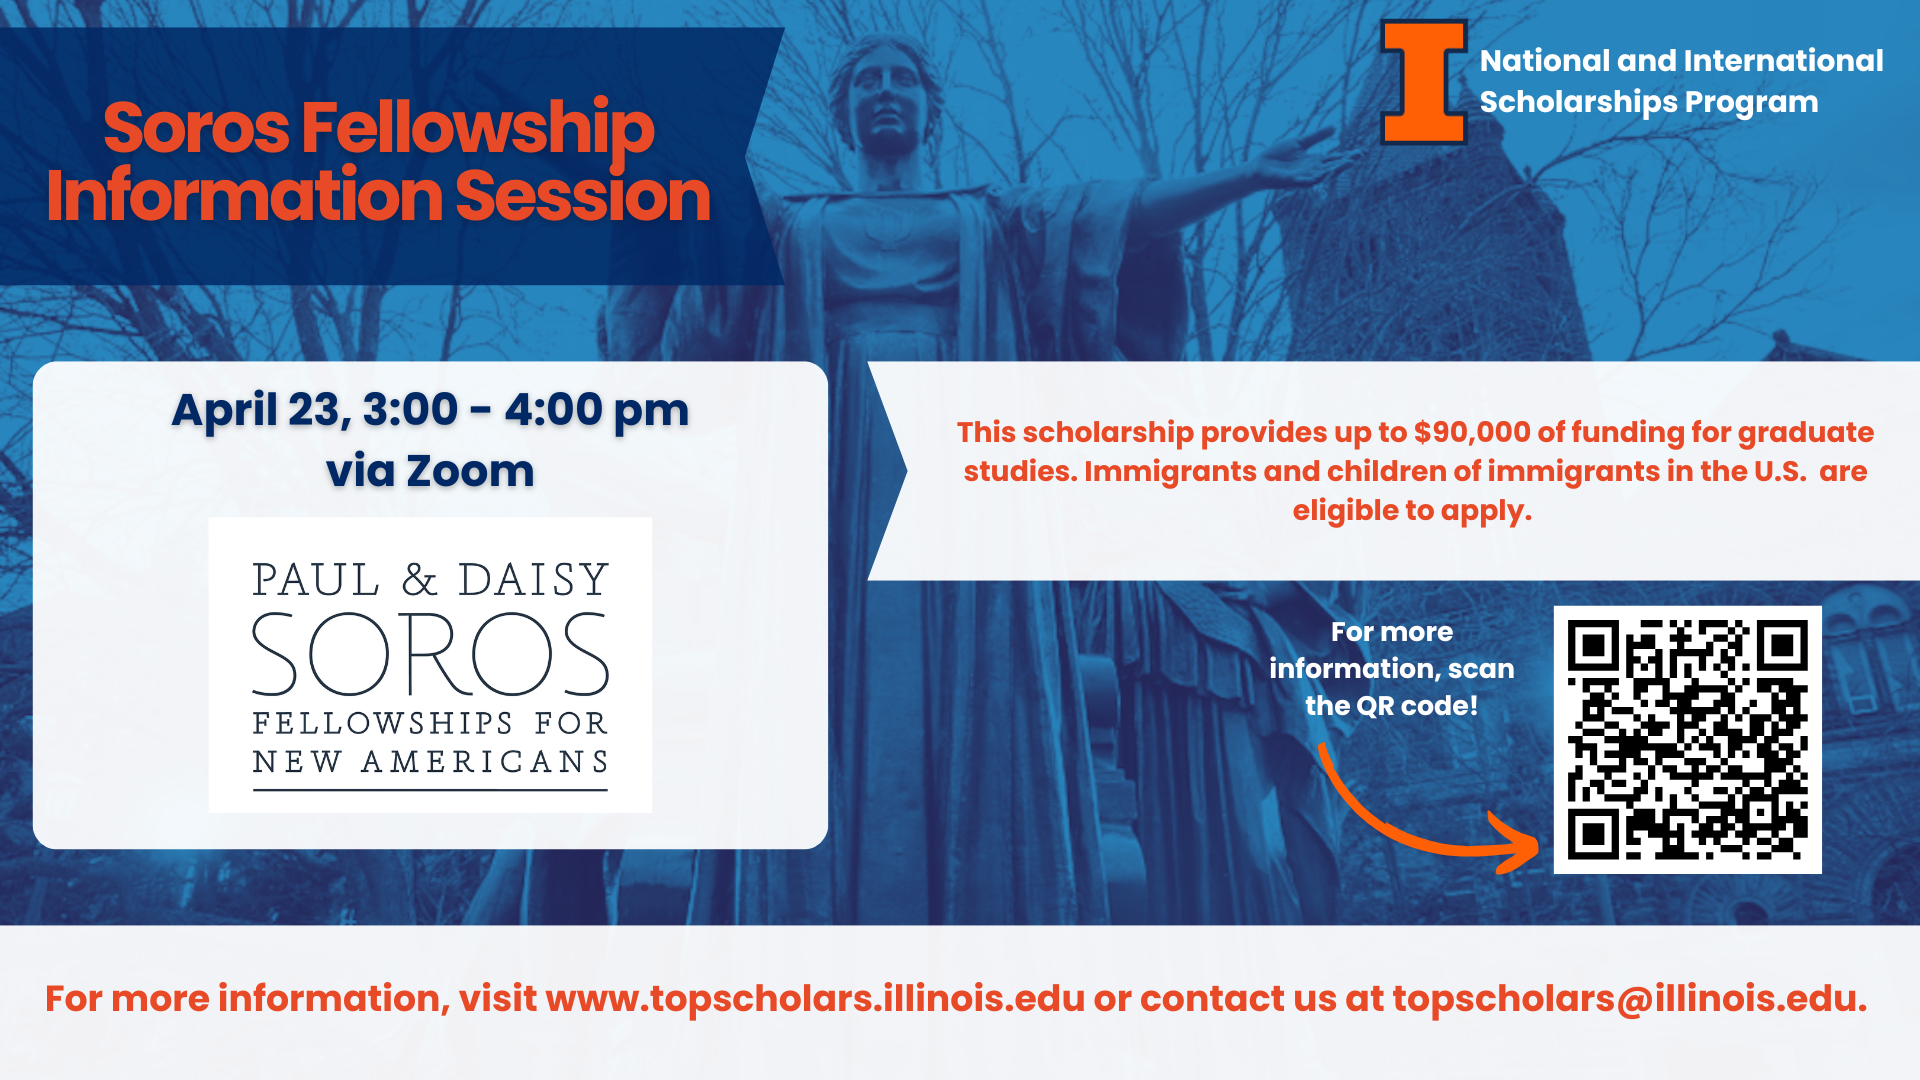 Soros Fellowship
Information Session
I
National and International
Scholarships Program
April 23, 3:00 - 4:00 pm
via Zoom
PAUL & DAISY
SOROS
FELLOWSHIPS FOR
NEW AMERICANS
This scholarship provides up to $90,000 of funding for graduate
studies. Immigrants and children of immigrants in the U.S.  are
eligible to apply.
For more
information, scan
the QR code!
For more information, visit www.topscholars.illinois.edu or contact us at topscholars@illinois.edu.